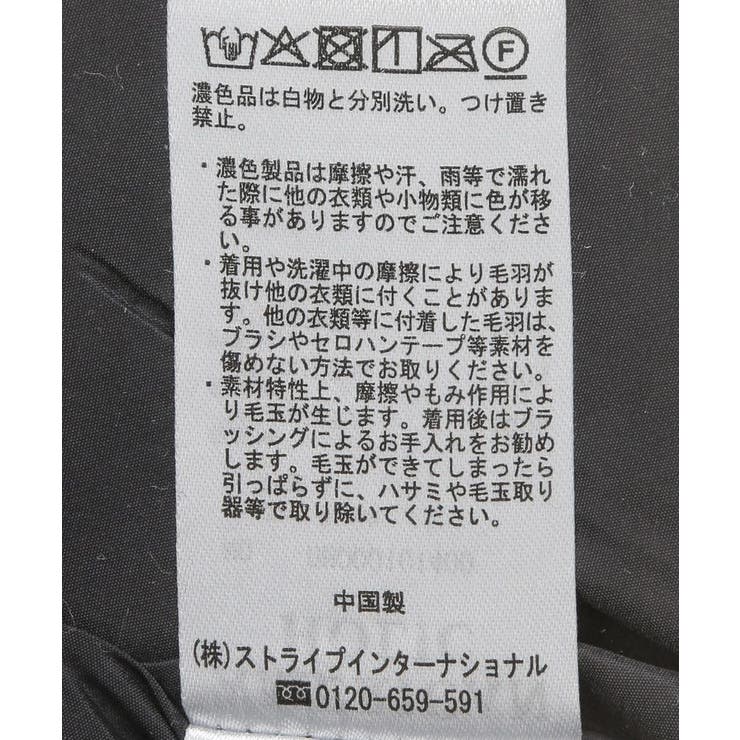 F
濃色品は白物と分別洗い。つけ置き
禁止。
・濃色製品は摩擦や汗、雨等で濡れ
た際に他の衣類や小物類に色が移
る事がありますのでご注意くださ
い。
・着用や洗濯中の摩擦により毛羽が
抜け他の衣類に付くことがありま
す。他の衣類等に付着した毛羽は、
ブラシやセロハンテープ等素材を
傷めない方法でお取りください。
・素材特性上、摩擦やもみ作用によ
り毛玉が生じます。着用後はブラ
ッシングによるお手入れをお勧め
します。毛玉ができてしまったら
引っぱらずに、ハサミや毛玉取り
器等で取り除いてください。
中国製
(株)ストライプインターナショナル
0120-659-591